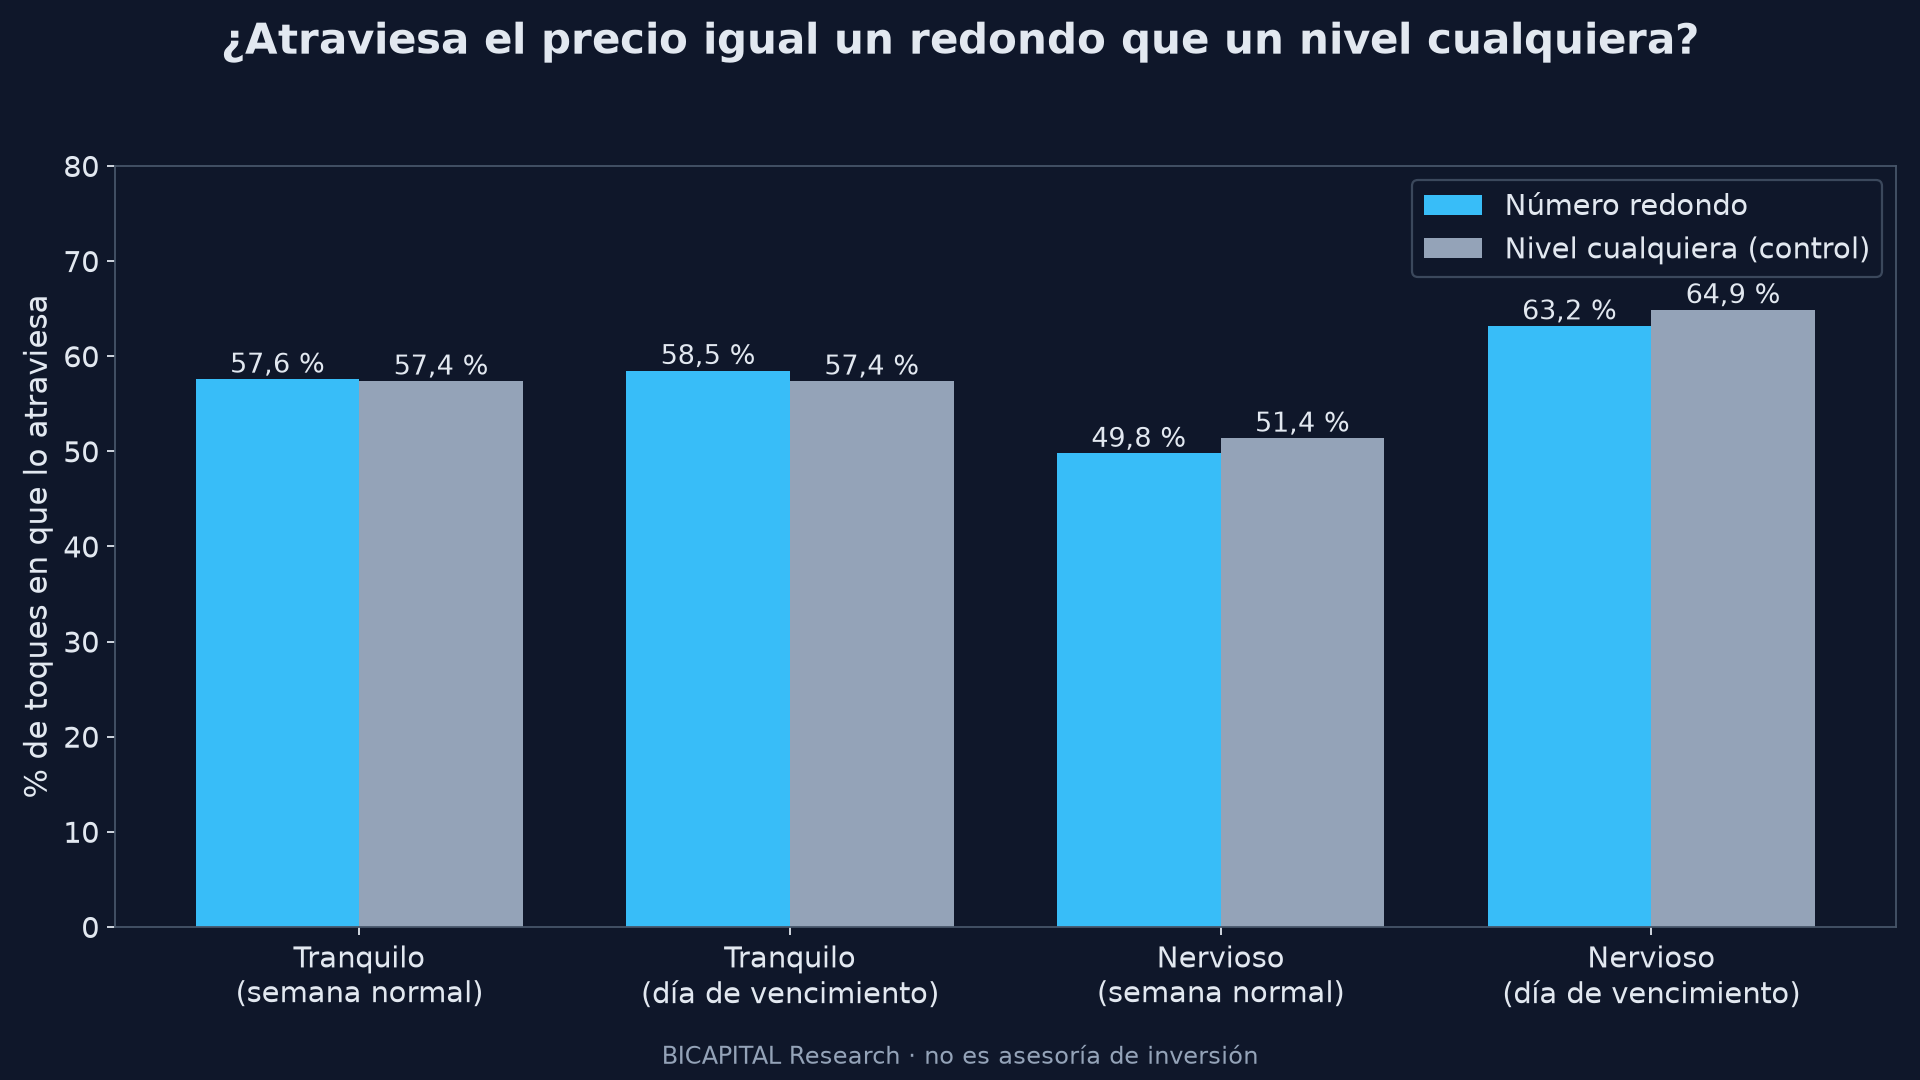 ¿Atraviesa el precio igual un redondo que un nivel cualquiera?
% de toques en que lo atraviesa
80
70
60
50
40
30
20
10
0
Número redondo
Nivel cualquiera (control)
57,6 %
57,4 %
58,5 %
57,4 %
49,8 %
51,4 %
63,2 %
64,9 %
Tranquilo
(semana normal)
Tranquilo
(día de vencimiento)
Nervioso
(semana normal)
Nervioso
(día de vencimiento)
BICAPITAL Research · no es asesoría de inversión